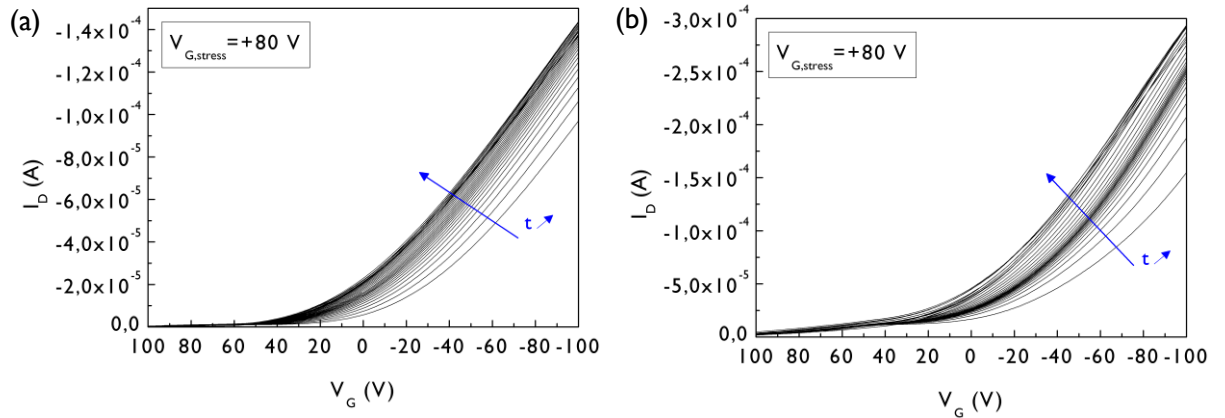 (a)
V_G,stress=+80 V
-1,4x10⁻⁴
-1,2x10⁻⁴
-1,0x10⁻⁴
-8,0x10⁻⁵
-6,0x10⁻⁵
-4,0x10⁻⁵
-2,0x10⁻⁵
0,0
I_D (A)
t
100 80 60 40 20 0 -20 -40 -60 -80 -100
V_G (V)
(b)
V_G,stress=+80 V
-3,0x10⁻⁴
-2,5x10⁻⁴
-2,0x10⁻⁴
-1,5x10⁻⁴
-1,0x10⁻⁴
-5,0x10⁻⁵
0,0
I_D (A)
t
100 80 60 40 20 0 -20 -40 -60 -80 -100
V_G (V)